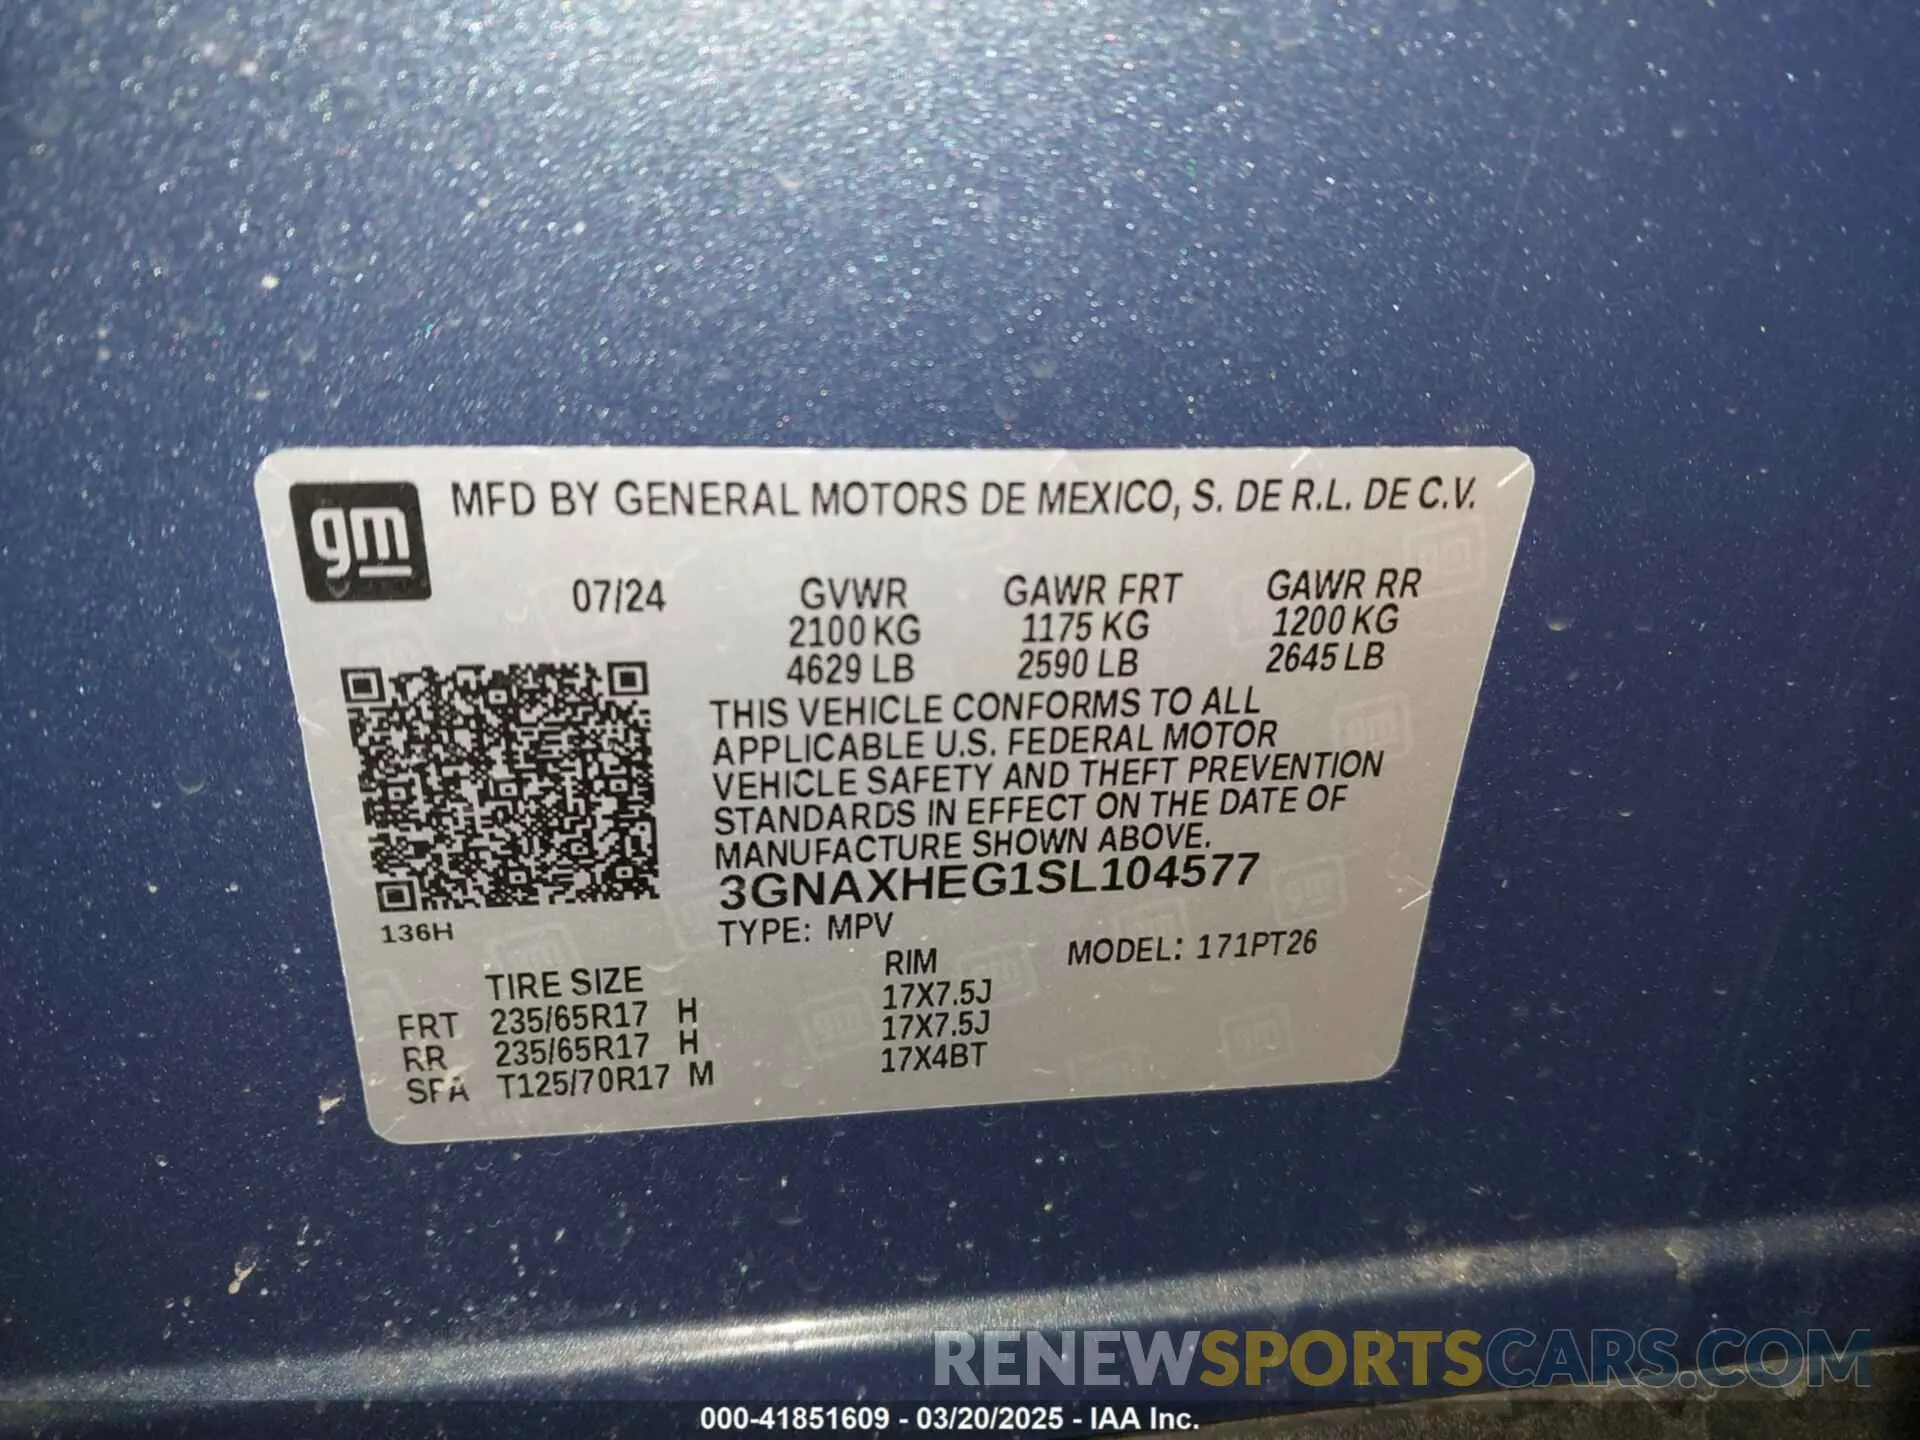 gm
MFD BY GENERAL MOTORS DE MEXICO, S. DE R.L. DE C.V.
07/24 GVWR GAWR FRT GAWR RR
2100 KG 1175 KG 1200 KG
4629 LB 2590 LB 2645 LB
THIS VEHICLE CONFORMS TO ALL
APPLICABLE U.S. FEDERAL MOTOR
VEHICLE SAFETY AND THEFT PREVENTION
STANDARDS IN EFFECT ON THE DATE OF
MANUFACTURE SHOWN ABOVE.
3GNAXHEG1SL104577
136H
TYPE: MPV MODEL: 171PT26
TIRE SIZE RIM
FRT 235/65R17 H 17X7.5J
RR 235/65R17 H 17X7.5J
SPA T125/70R17 M 17X4BT
RENEWSPORTSCARS.COM
000-41851609 - 03/20/2025 - IAA Inc.